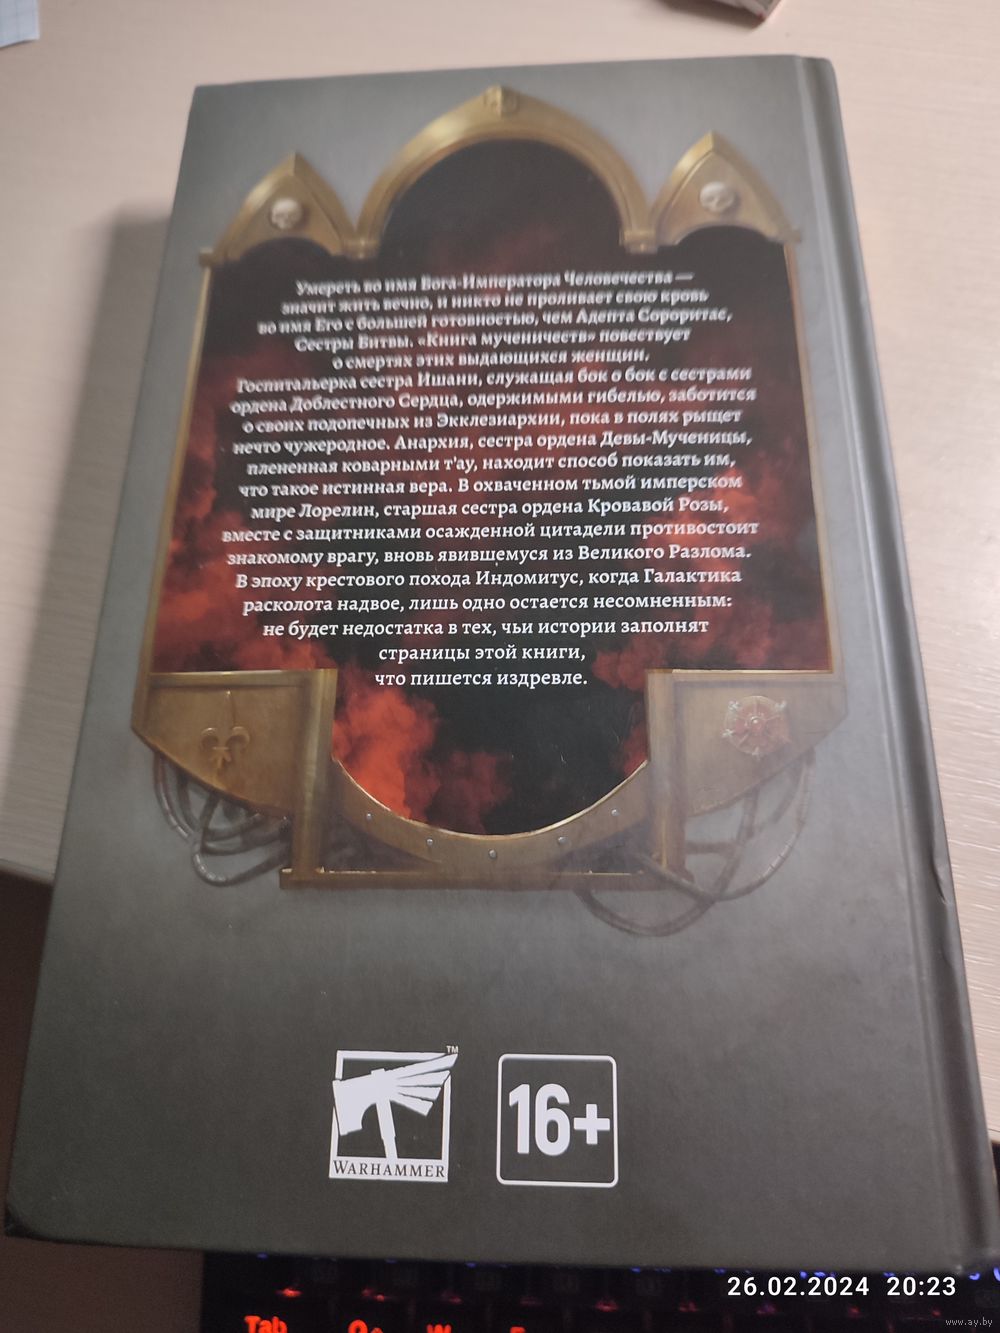 Умереть во имя Бога-Императора Человечества —
значит жить вечно, и никто не проливает свою кровь
во имя Его с большей готовностью, чем Адепта Сороритас,
Сестры Битвы. «Книга мученичеств» повествует
о смертях этих выдающихся женщин.
Госпитальерка сестра Ишани, служащая бок о бок с сестрами
ордена Доблестного Сердца, одержимыми гибелью, заботится
о своих подопечных из Экклезиархии, пока в полях рыщет
нечто чужеродное. Анархия, сестра ордена Девы-Мученицы,
плененная коварными т'ау, находит способ показать им,
что такое истинная вера. В охваченном тьмой имперском
мире Лорелин, старшая сестра ордена Кровавой Розы,
вместе с защитниками осажденной цитадели противостоит
знакомому врагу, вновь явившемуся из Великого Разлома.
В эпоху крестового похода Индомитус, когда Галактика
расколота надвое, лишь одно остается несомненным:
не будет недостатка в тех, чьи истории заполнят
страницы этой книги,
что пишется издревле.
TM
WARHAMMER
16+
26.02.2024 20:23
Tab
www.ay.by